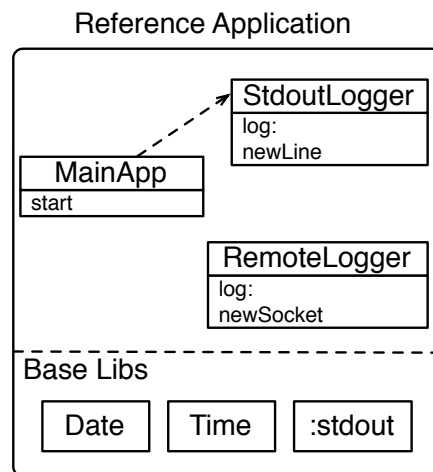 Reference Application
StdoutLogger
log:
newLine
MainApp
start
RemoteLogger
log:
newSocket
Base Libs
Date
Time
:stdout